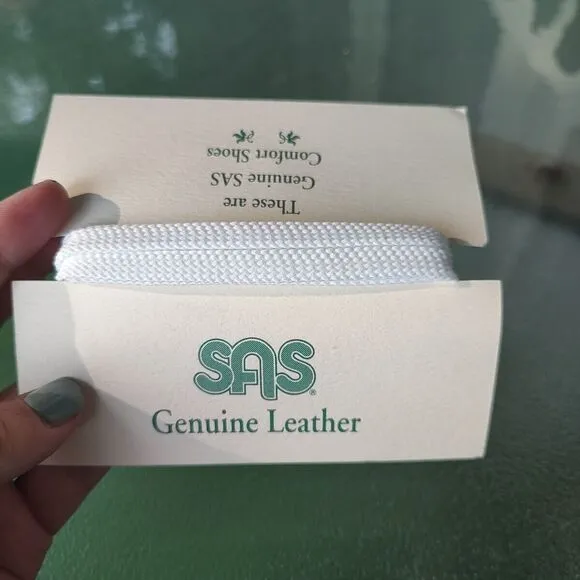 These are
Genuine SAS
Comfort Shoes
SAS®
Genuine Leather